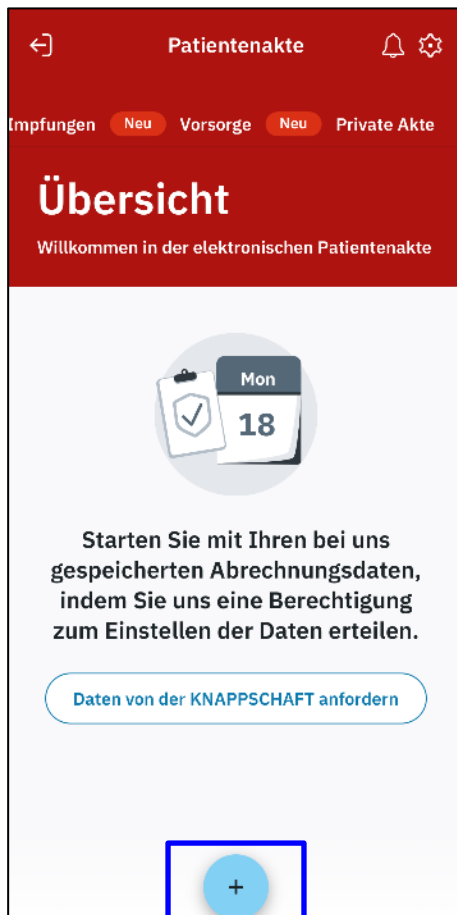 Patientenakte
Impfungen Neu Vorsorge Neu Private Akte
Übersicht
Willkommen in der elektronischen Patientenakte
Mon
18
Starten Sie mit Ihren bei uns
gespeicherten Abrechnungsdaten,
indem Sie uns eine Berechtigung
zum Einstellen der Daten erteilen.
Daten von der KNAPPSCHAFT anfordern
+